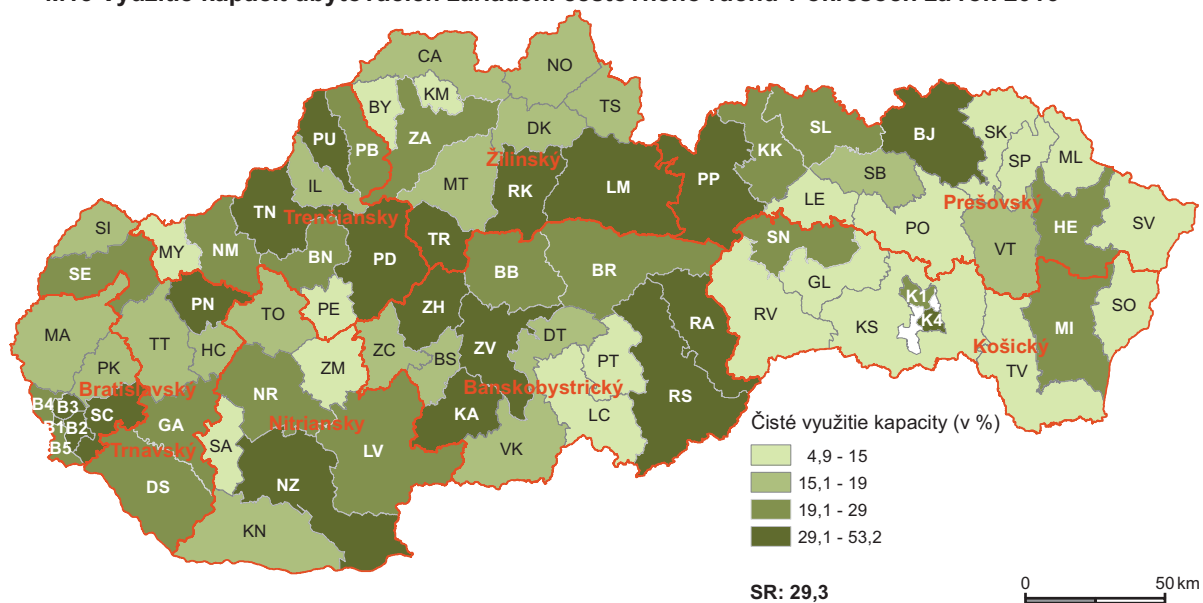 CA
NO
BY
KM
TS
PU
PB
ZA
DK
Žilinský
IL
MT
RK
LM
PP
KK
SL
BJ
SK
SP
ML
SB
LE
PO
Prešovský
VT
HE
SV
SI
MY
NM
TN
Trenčiansky
BN
PD
TR
SE
PN
TO
PE
ZH
BB
BR
SN
GL
RV
KS
K1
K4
MI
SO
Košický
TV
MA
PK
TT
HC
Bratislavský
B4
B3
B1
B2
B5
SC
GA
Trnavský
DS
NR
Nitriansky
ZM
ZC
BS
SA
NZ
LV
KN
ZV
DT
PT
RA
Banskobystrický
KA
LC
RS
VK
Čisté využitie kapacity (v %)
4,9 - 15
15,1 - 19
19,1 - 29
29,1 - 53,2
SR: 29,3
0 50 km